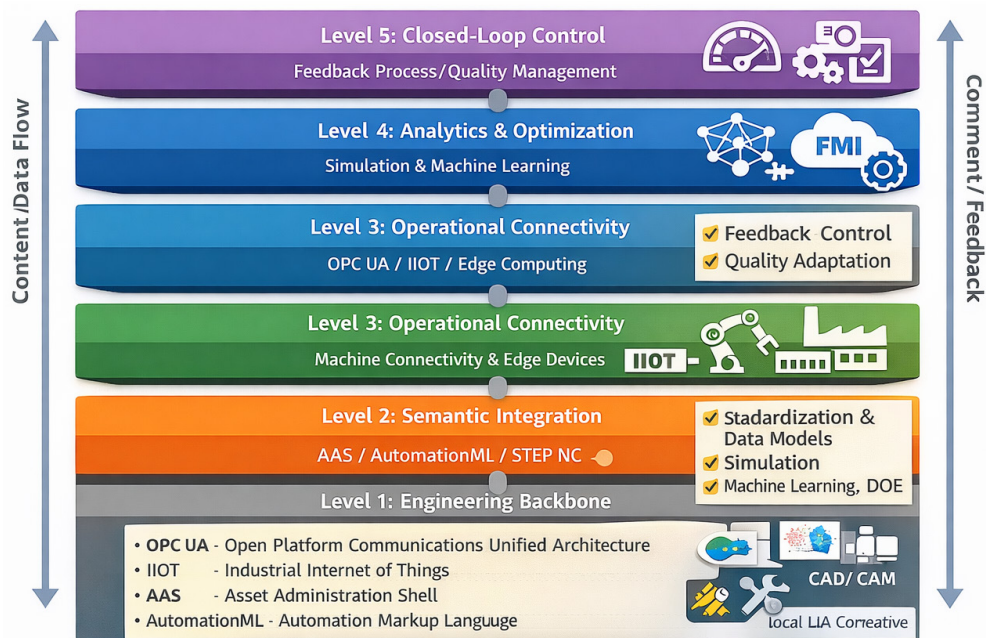 Level 5: Closed-Loop Control
Feedback Process/Quality Management
Level 4: Analytics & Optimization
Simulation & Machine Learning
FMI
Level 3: Operational Connectivity
OPC UA / IIOT / Edge Computing
Feedback Control
Quality Adaptation
Level 3: Operational Connectivity
Machine Connectivity & Edge Devices
IIOT
Level 2: Semantic Integration
AAS / AutomationML / STEP NC
Stadardization &
Data Models
Simulation
Machine Learning, DOE
Level 1: Engineering Backbone
• OPC UA - Open Platform Communications Unified Architecture
• IIOT - Industrial Internet of Things
• AAS - Asset Administration Shell
• AutomationML - Automation Markup Languuge
CAD/ CAM
local
Content/Data Flow
Comment/ Feedback